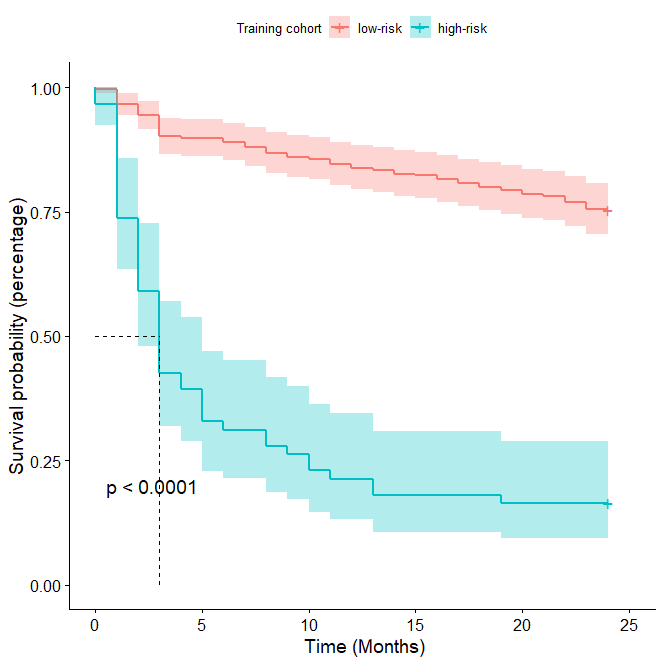 Training cohort low-risk high-risk
1.00
0.75
0.50
0.25
0.00
Survival probability (percentage)
p < 0.0001
0 5 10 15 20 25
Time (Months)